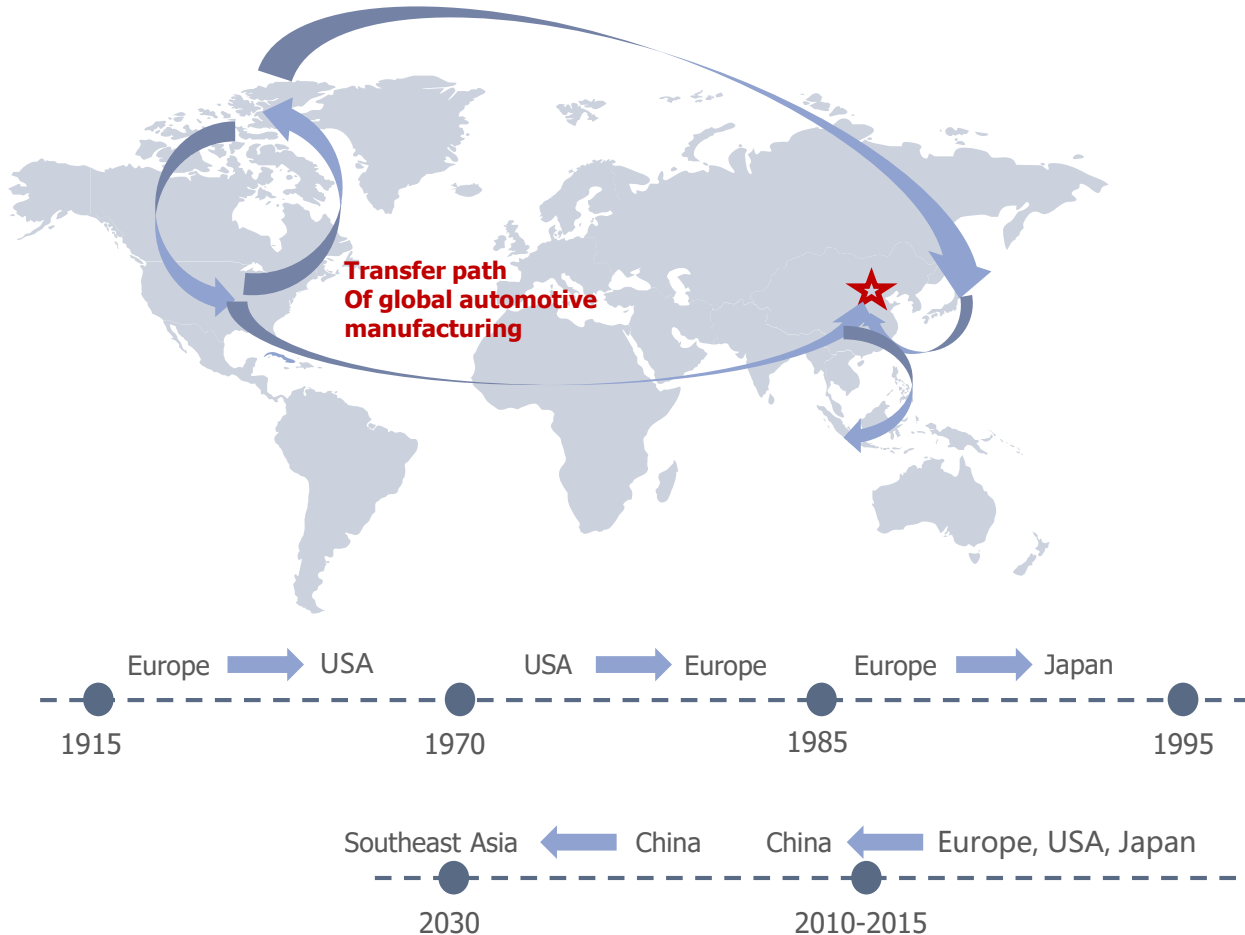 Transfer path
Of global automotive
manufacturing
Europe USA USA Europe Europe Japan
1915 1970 1985 1995
Southeast Asia China China Europe, USA, Japan
2030 2010-2015